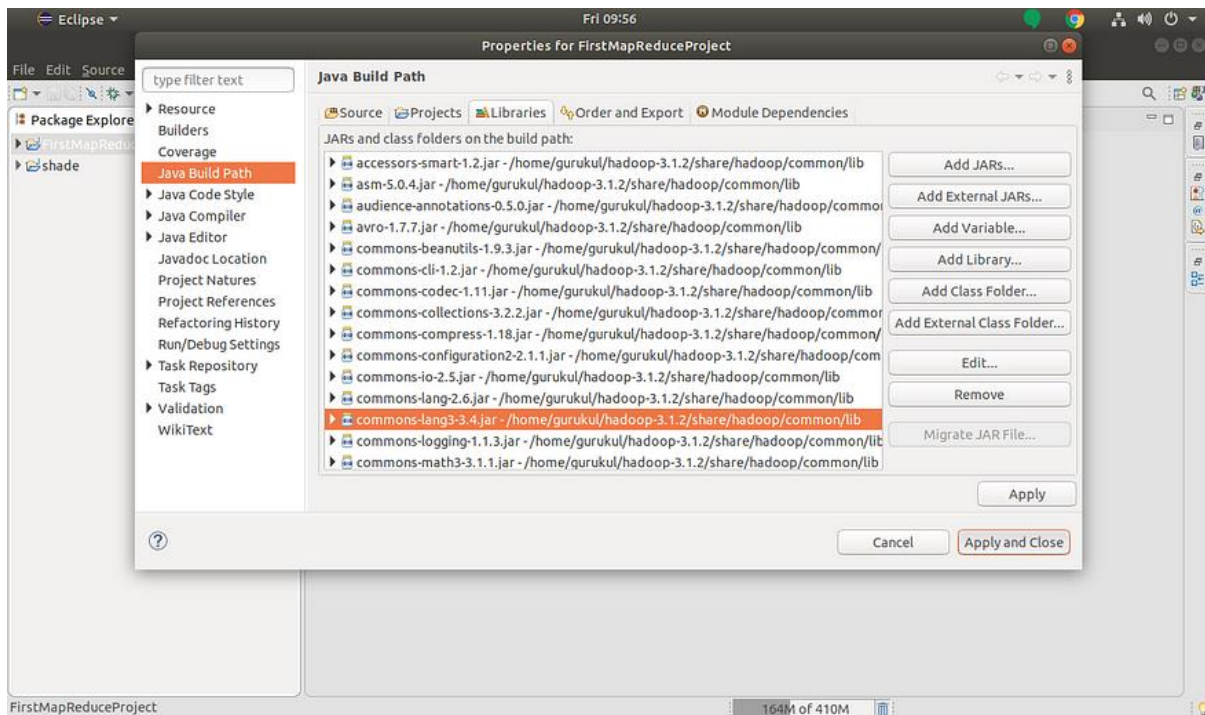 Eclipse
Fri 09:56
Properties for FirstMapReduceProject
File Edit Source
Package Explore
FirstMapReduc
shade
type filter text
Resource
Builders
Coverage
Java Build Path
Java Code Style
Java Compiler
Java Editor
Javadoc Location
Project Natures
Project References
Refactoring History
Run/Debug Settings
Task Repository
Task Tags
Validation
WikiText
Java Build Path
Source Projects Libraries Order and Export Module Dependencies
JARs and class folders on the build path:
accessors-smart-1.2.jar - /home/gurukul/hadoop-3.1.2/share/hadoop/common/lib
asm-5.0.4.jar - /home/gurukul/hadoop-3.1.2/share/hadoop/common/lib
audience-annotations-0.5.0.jar - /home/gurukul/hadoop-3.1.2/share/hadoop/commo
avro-1.7.7.jar - /home/gurukul/hadoop-3.1.2/share/hadoop/common/lib
commons-beanutils-1.9.3.jar - /home/gurukul/hadoop-3.1.2/share/hadoop/common/
commons-cli-1.2.jar - /home/gurukul/hadoop-3.1.2/share/hadoop/common/lib
commons-codec-1.11.jar - /home/gurukul/hadoop-3.1.2/share/hadoop/common/lib
commons-collections-3.2.2.jar - /home/gurukul/hadoop-3.1.2/share/hadoop/commor
commons-compress-1.18.jar - /home/gurukul/hadoop-3.1.2/share/hadoop/common/
commons-configuration2-2.1.1.jar - /home/gurukul/hadoop-3.1.2/share/hadoop/com
commons-io-2.5.jar - /home/gurukul/hadoop-3.1.2/share/hadoop/common/lib
commons-lang-2.6.jar - /home/gurukul/hadoop-3.1.2/share/hadoop/common/lib
commons-lang3-3.4.jar - /home/gurukul/hadoop-3.1.2/share/hadoop/common/lib
commons-logging-1.1.3.jar - /home/gurukul/hadoop-3.1.2/share/hadoop/common/lib
commons-math3-3.1.1.jar - /home/gurukul/hadoop-3.1.2/share/hadoop/common/lib
Add JARs...
Add External JARs...
Add Variable...
Add Library...
Add Class Folder...
Add External Class Folder...
Edit...
Remove
Migrate JAR File...
Apply
Cancel
Apply and Close
FirstMapReduceProject
164M of 410M